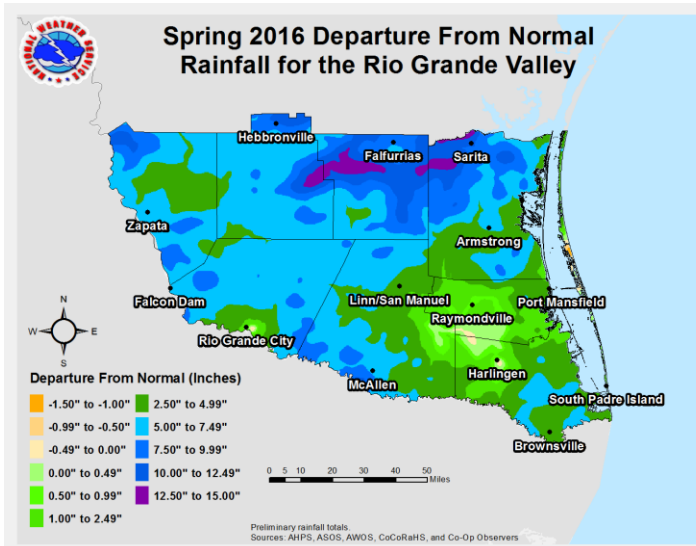 Spring 2016 Departure From Normal
Rainfall for the Rio Grande Valley
NATIONAL WEATHER SERVICE
Hebbronville
Falfurrias
Sarita
Zapata
Armstrong
Falcon Dam
Linn/San Manuel
Port Mansfield
Raymondville
Rio Grande City
Harlingen
McAllen
South Padre Island
Brownsville
N
W
E
S
Departure From Normal (Inches)
-1.50" to -1.00"
-0.99" to -0.50"
-0.49" to 0.00"
0.00" to 0.49"
0.50" to 0.99"
1.00" to 2.49"
2.50" to 4.99"
5.00" to 7.49"
7.50" to 9.99"
10.00" to 12.49"
12.50" to 15.00"
0 5 10 20 30 40 50
Miles
Preliminary rainfall totals.
Sources: AHPS, ASOS, AWOS, CoCoRaHS, and Co-Op Observers